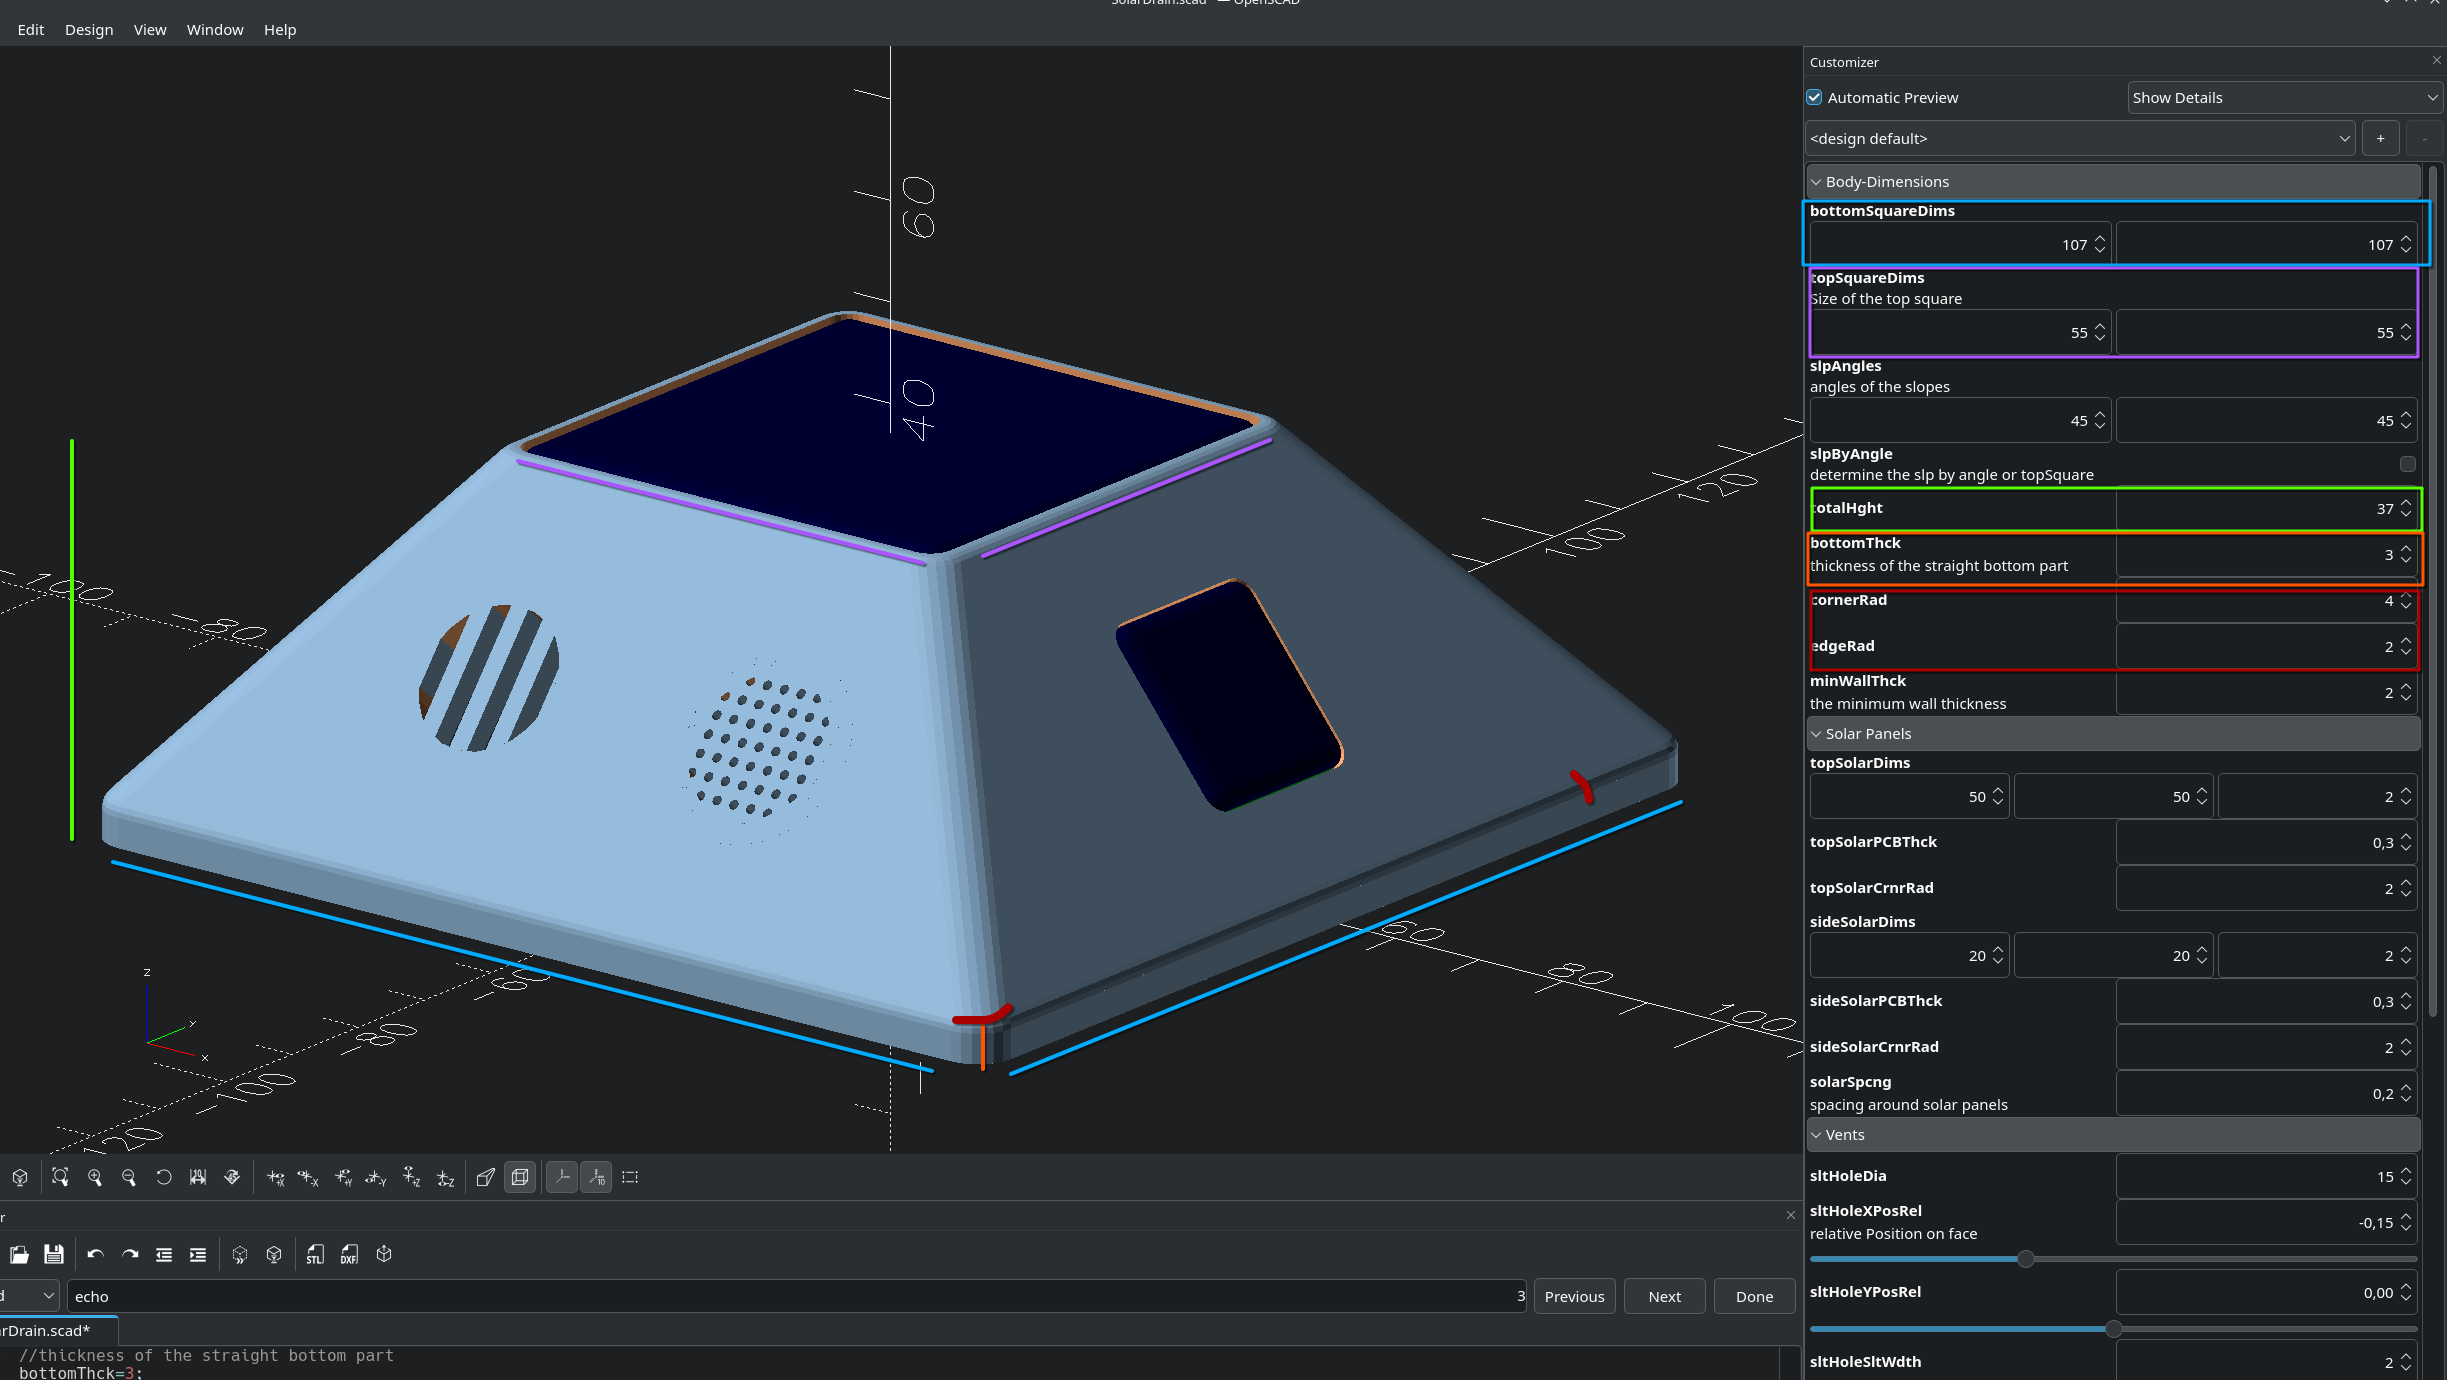 SolarDrain.scad — OpenSCAD
Edit Design View Window Help
Customizer
Automatic Preview
Show Details
<design default>
+
-
Body-Dimensions
bottomSquareDims
107 107
topSquareDims
Size of the top square
55 55
slpAngles
angles of the slopes
45 45
slpByAngle
determine the slp by angle or topSquare
totalHght
37
bottomThck
3
thickness of the straight bottom part
cornerRad
4
edgeRad
2
minWallThck
2
the minimum wall thickness
Solar Panels
topSolarDims
50 50 2
topSolarPCBThck
0,3
topSolarCrnrRad
2
sideSolarDims
20 20 2
sideSolarPCBThck
0,3
sideSolarCrnrRad
2
solarSpcng
0,2
spacing around solar panels
Vents
sltHoleDia
15
sltHoleXPosRel
-0,15
relative Position on face
sltHoleYPosRel
0,00
sltHoleSltWdth
2
60
40
120
100
60
80
100
-100
-80
-60
-80
-100
120
z
y
x
r
STL
DXF
d
echo
3
Previous Next Done
rDrain.scad*
//thickness of the straight bottom part
bottomThck=3;